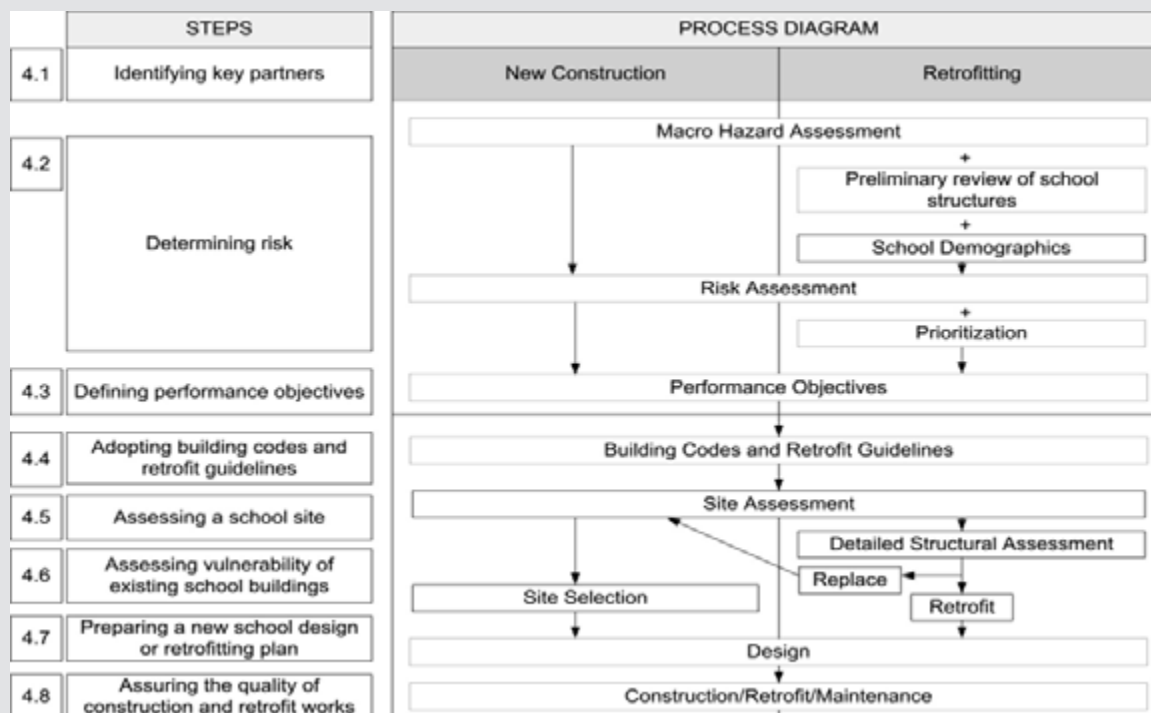 STEPS
PROCESS DIAGRAM
4.1
Identifying key partners
New Construction
Retrofitting
Macro Hazard Assessment
4.2
+
Preliminary review of school
structures
+
Determining risk
School Demographics
Risk Assessment
+
Prioritization
4.3
Defining performance objectives
Performance Objectives
4.4
Adopting building codes and
retrofit guidelines
Building Codes and Retrofit Guidelines
4.5
Assessing a school site
Site Assessment
Detailed Structural Assessment
4.6
Assessing vulnerability of
existing school buildings
Replace
Site Selection
Retrofit
4.7
Preparing a new school design
or retrofitting plan
Design
4.8
Assuring the quality of
construction and retrofit works
Construction/Retrofit/Maintenance